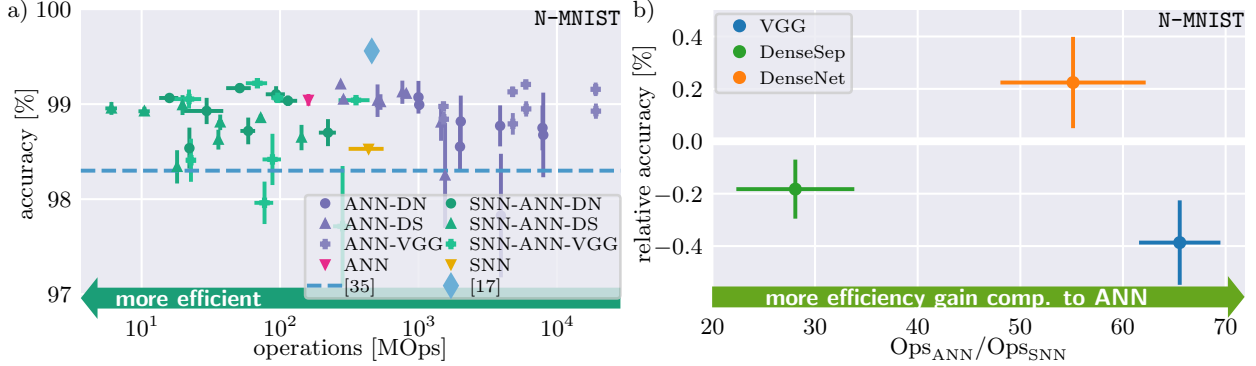 a)
N-MNIST
100
99
98
97
accuracy [%]
ANN-DN
ANN-DS
ANN-VGG
ANN
[35]
SNN-ANN-DN
SNN-ANN-DS
SNN-ANN-VGG
SNN
[17]
more efficient
10^1
10^2
10^3
10^4
operations [MOps]
b)
N-MNIST
VGG
DenseSep
DenseNet
0.4
0.2
0.0
−0.2
−0.4
relative accuracy [%]
more efficiency gain comp. to ANN
20
30
40
50
60
70
Ops_ANN/Ops_SNN